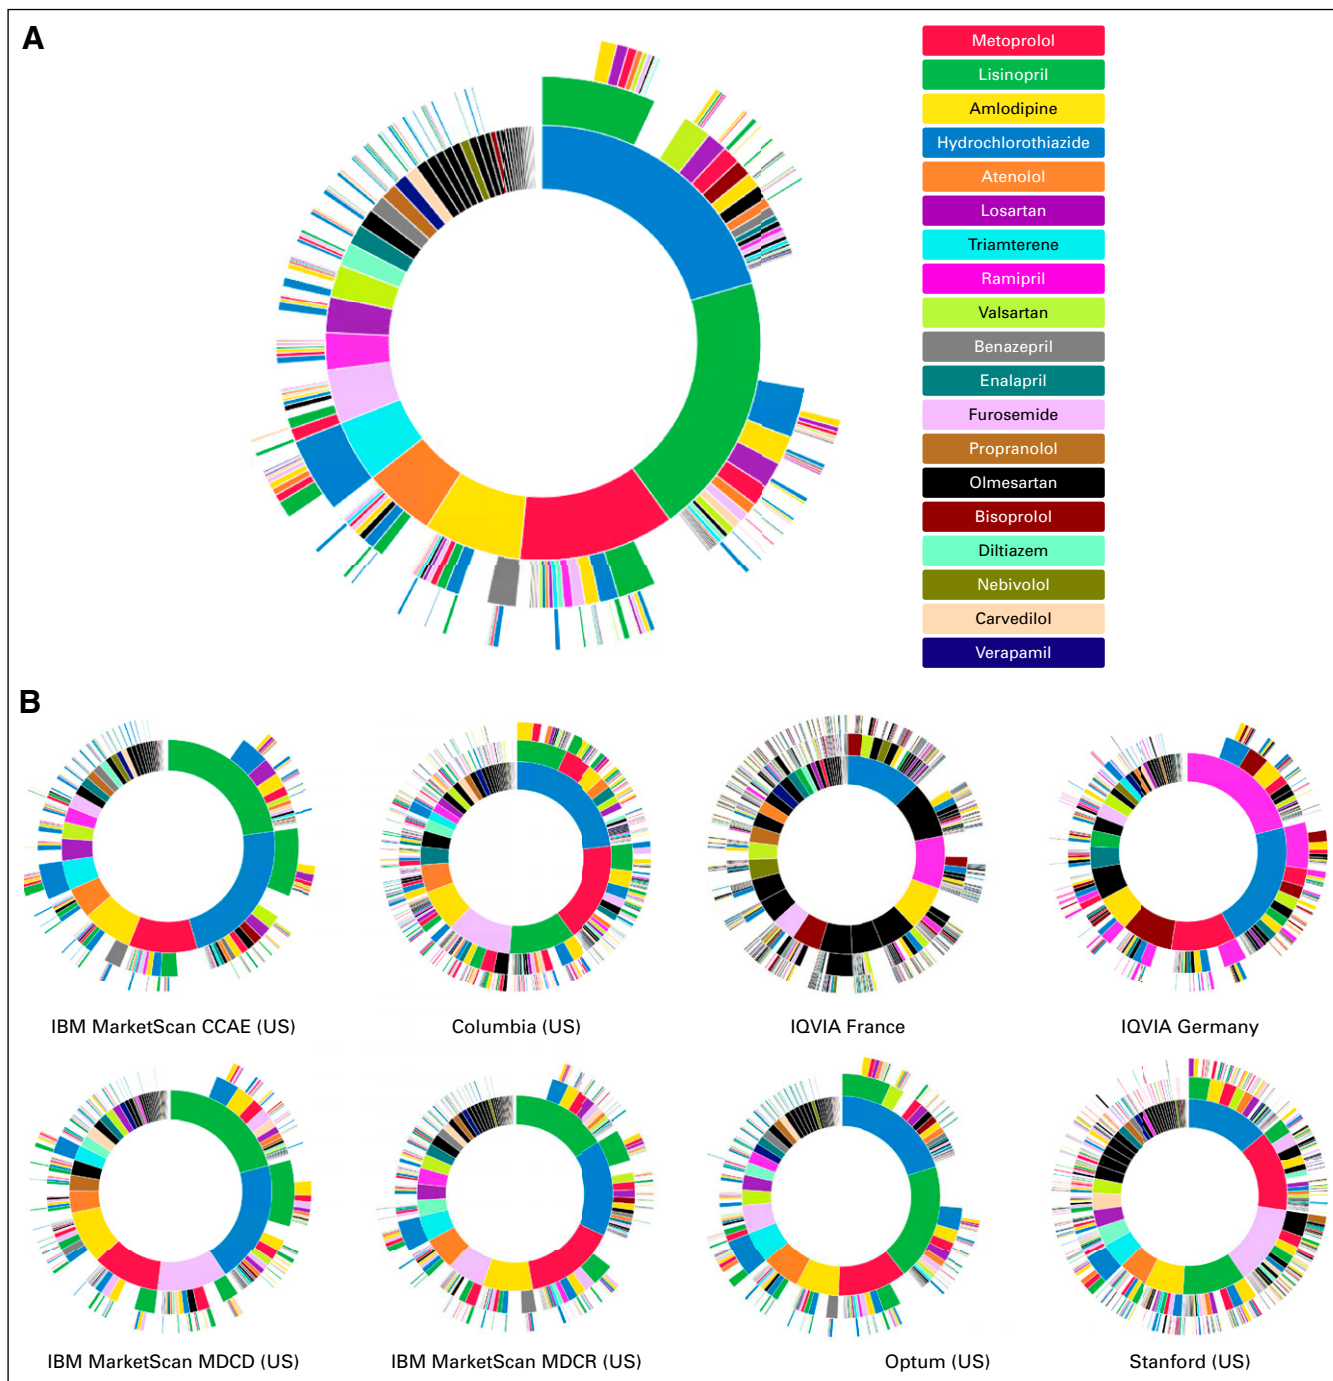 A
Metoprolol
Lisinopril
Amlodipine
Hydrochlorothiazide
Atenolol
Losartan
Triamterene
Ramipril
Valsartan
Benazepril
Enalapril
Furosemide
Propranolol
Olmesartan
Bisoprolol
Diltiazem
Nebivolol
Carvedilol
Verapamil
B
IBM MarketScan CCAE (US)
Columbia (US)
IQVIA France
IQVIA Germany
IBM MarketScan MDCD (US)
IBM MarketScan MDCR (US)
Optum (US)
Stanford (US)